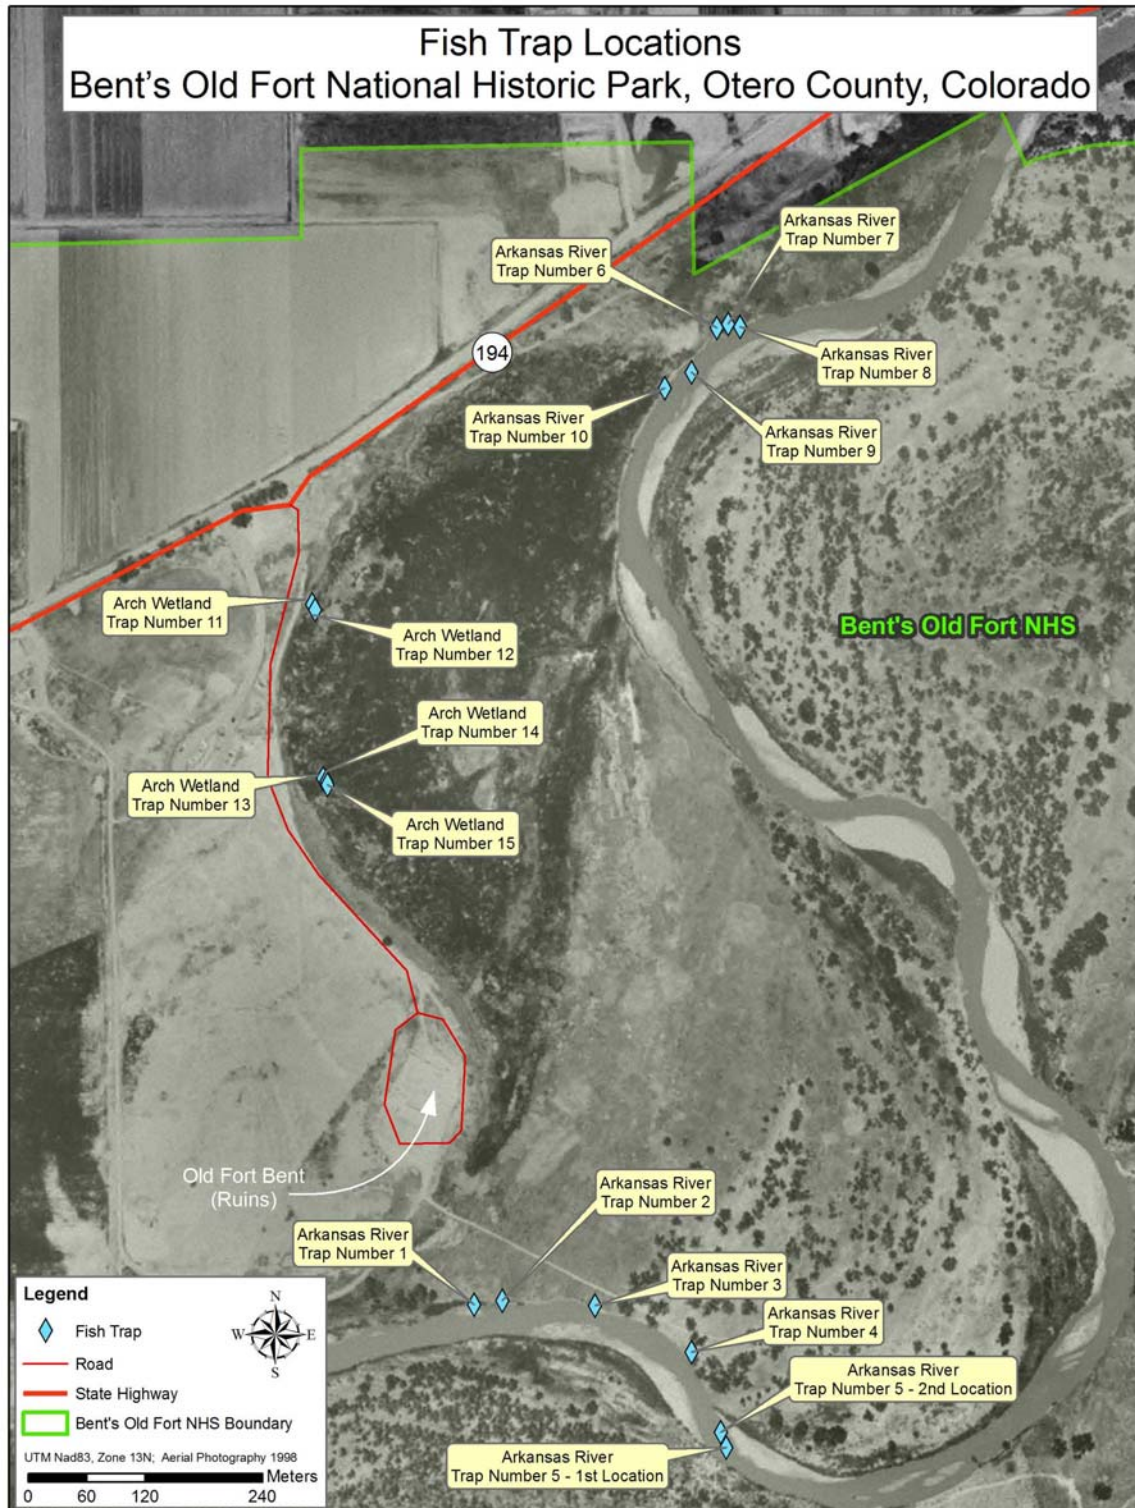 Fish Trap Locations
Bent's Old Fort National Historic Park, Otero County, Colorado
Arkansas River
Trap Number 7
Arkansas River
Trap Number 6
194
Arkansas River
Trap Number 8
Arkansas River
Trap Number 10
Arkansas River
Trap Number 9
Arch Wetland
Trap Number 11
Arch Wetland
Trap Number 12
Bent's Old Fort NHS
Arch Wetland
Trap Number 14
Arch Wetland
Trap Number 13
Arch Wetland
Trap Number 15
Old Fort Bent
(Ruins)
Arkansas River
Trap Number 2
Arkansas River
Trap Number 1
Arkansas River
Trap Number 3
Arkansas River
Trap Number 4
Arkansas River
Trap Number 5 - 2nd Location
Arkansas River
Trap Number 5 - 1st Location
Legend
N
W E
S
Fish Trap
Road
State Highway
Bent's Old Fort NHS Boundary
UTM Nad83, Zone 13N; Aerial Photography 1998
Meters
0 60 120 240